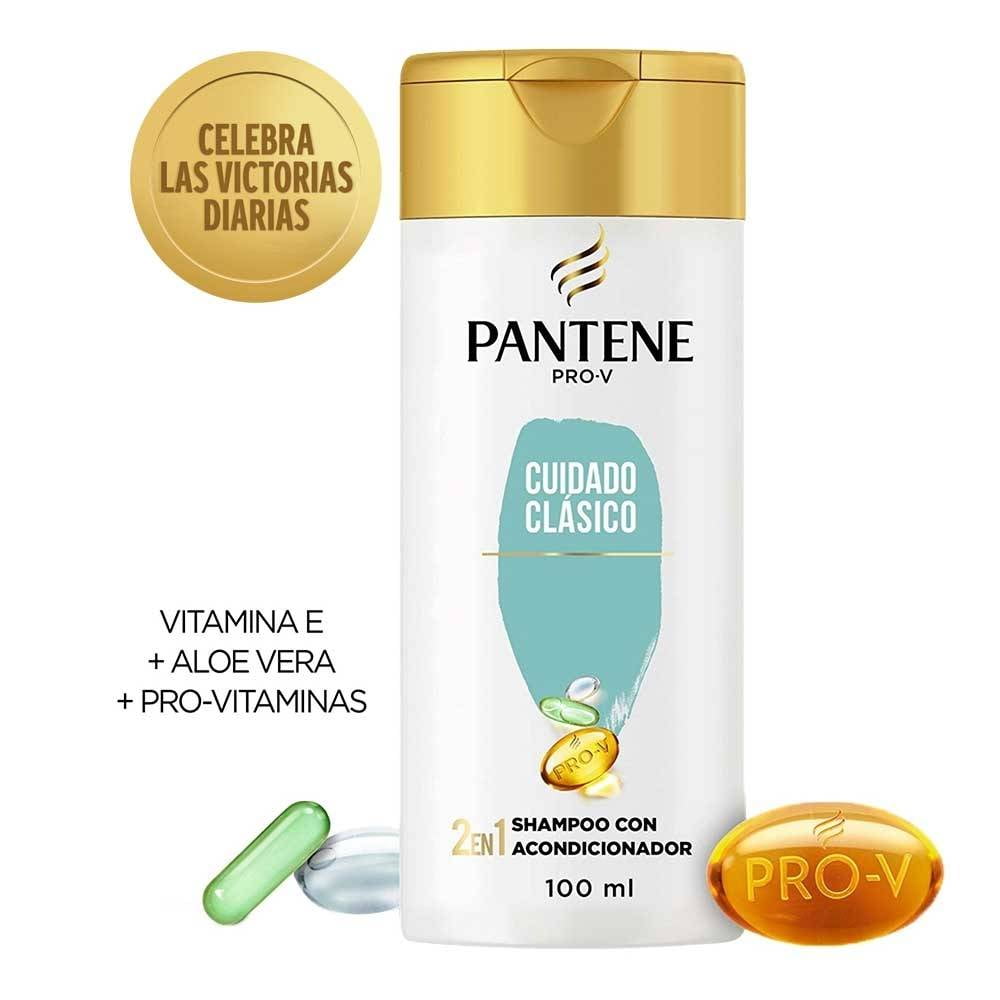 CELEBRA
LAS VICTORIAS
DIARIAS
PANTENE
PRO-V
CUIDADO
CLÁSICO
VITAMINA E
+ ALOE VERA
+ PRO-VITAMINAS
PRO-V
2EN1 SHAMPOO CON
ACONDICIONADOR
100 ml
PRO-V